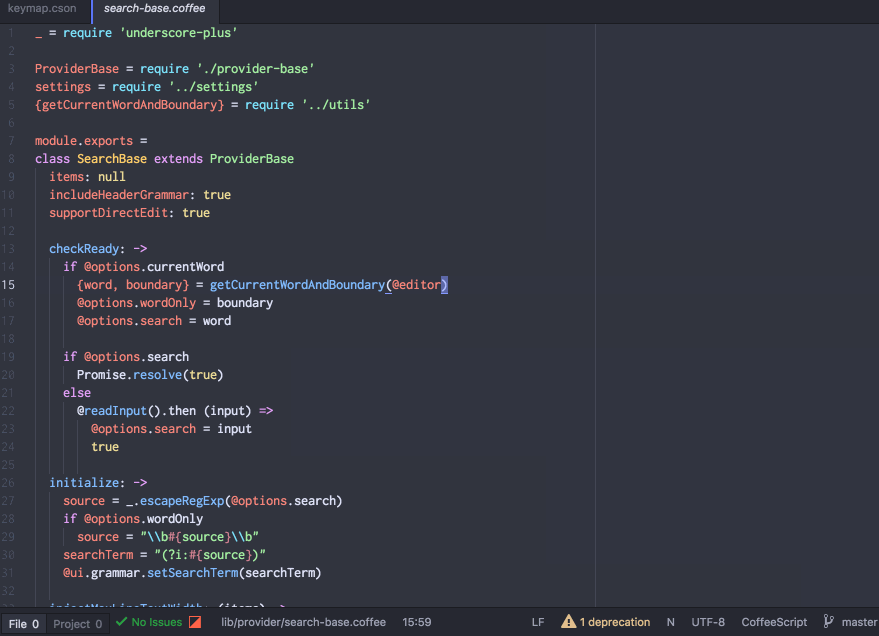 keymap.cson search-base.coffee
1 _ = require 'underscore-plus'
2
3 ProviderBase = require './provider-base'
4 settings = require '../settings'
5 {getCurrentWordAndBoundary} = require '../utils'
6
7 module.exports =
8 class SearchBase extends ProviderBase
9 items: null
10 includeHeaderGrammar: true
11 supportDirectEdit: true
12
13 checkReady: ->
14 if @options.currentWord
15 {word, boundary} = getCurrentWordAndBoundary(@editor)
16 @options.wordOnly = boundary
17 @options.search = word
18
19 if @options.search
20 Promise.resolve(true)
21 else
22 @readInput().then (input) =>
23 @options.search = input
24 true
25
26 initialize: ->
27 source = _.escapeRegExp(@options.search)
28 if @options.wordOnly
29 source = "\\b#{source}\\b"
30 searchTerm = "(?i:#{source})"
31 @ui.grammar.setSearchTerm(searchTerm)
32
File 0 Project 0 No Issues lib/provider/search-base.coffee 15:59 LF 1 deprecation N UTF-8 CoffeeScript master